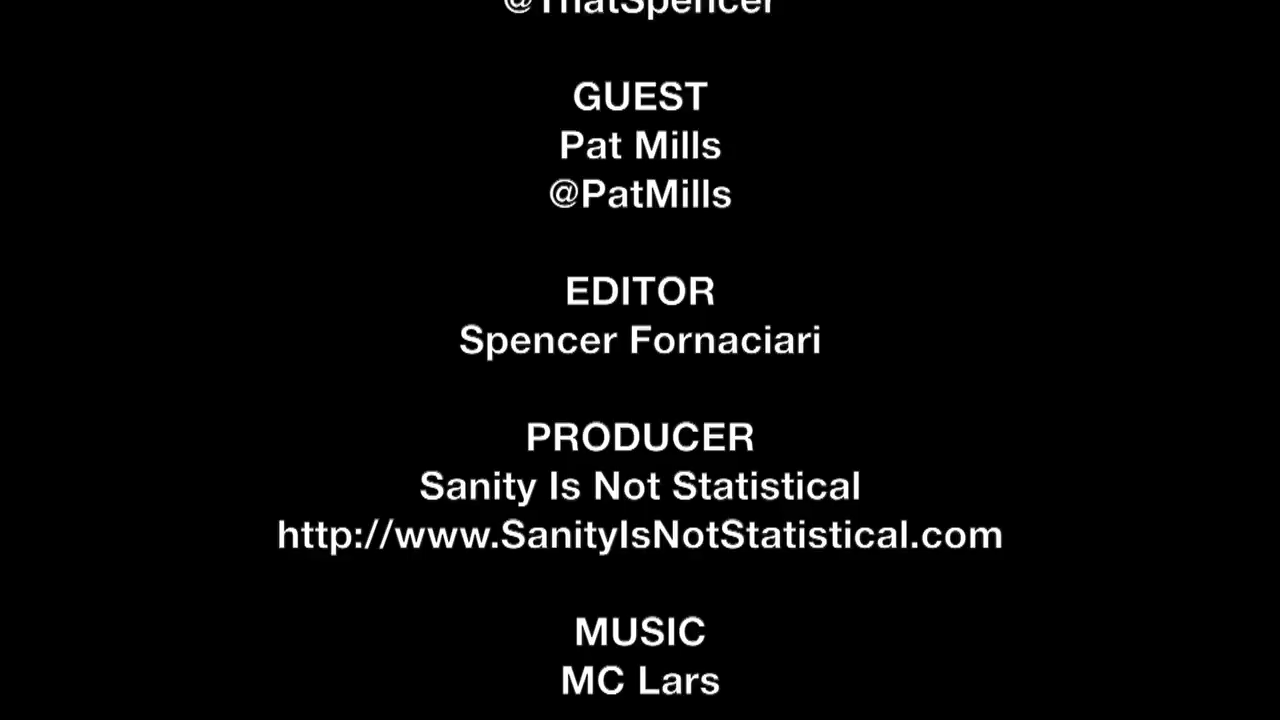 @ThatSpencer
GUEST
Pat Mills
@PatMills
EDITOR
Spencer Fornaciari
PRODUCER
Sanity Is Not Statistical
http://www.SanityIsNotStatistical.com
MUSIC
MC Lars